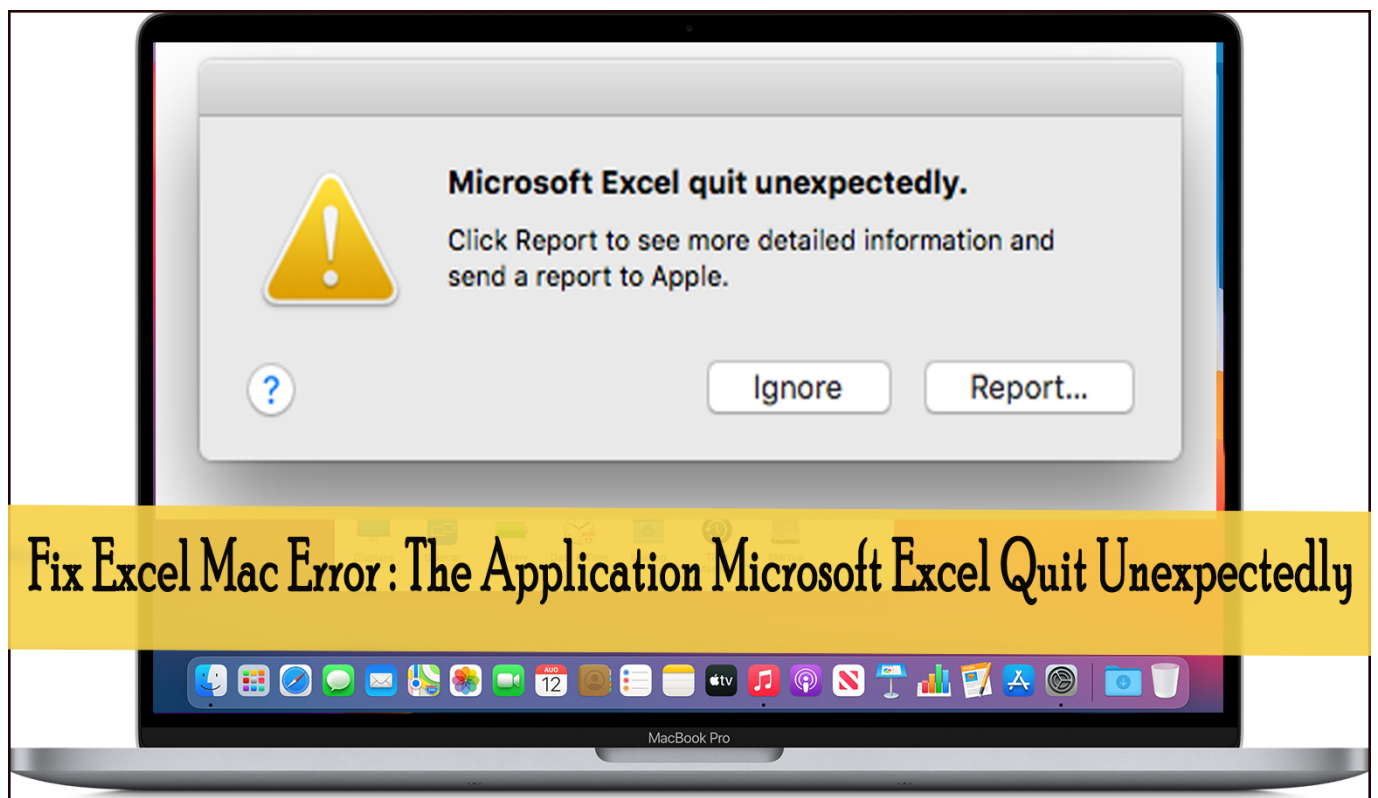 Microsoft Excel quit unexpectedly.
Click Report to see more detailed information and
send a report to Apple.
?
Ignore
Report...
Fix Excel Mac Error : The Application Microsoft Excel Quit Unexpectedly
AUG
12
tv
MacBook Pro